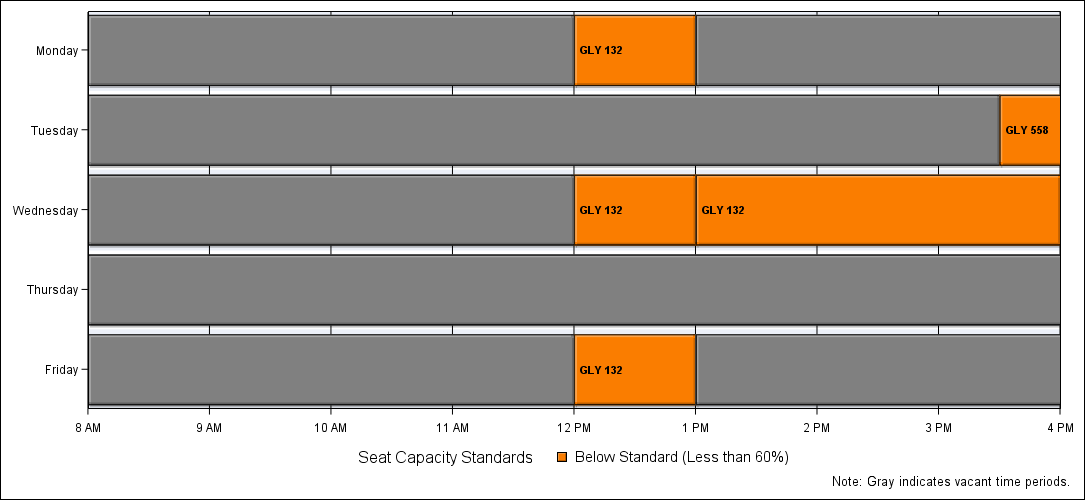 Monday
GLY 132
Tuesday
GLY 558
Wednesday
GLY 132
GLY 132
Thursday
Friday
GLY 132
8 AM 9 AM 10 AM 11 AM 12 PM 1 PM 2 PM 3 PM 4 PM
Seat Capacity Standards Below Standard (Less than 60%)
Note: Gray indicates vacant time periods.